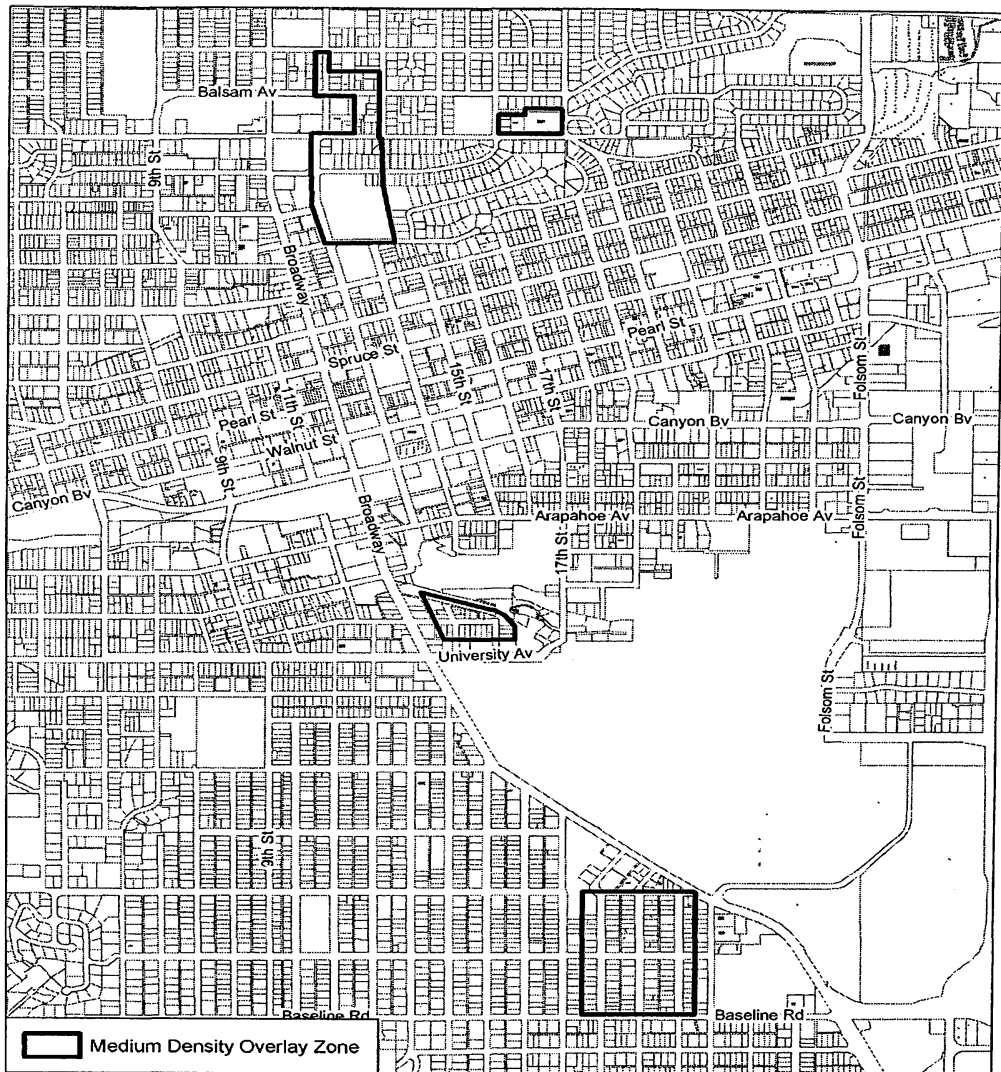 Balsam Av
9th St
Broadway
Spruce St
Pearl St
15th St
17th St
Folsom St
11th St
Pearl St
Walnut St
Canyon Bv
Canyon Bv
9th St
Canyon Bv
Broadway
Arapahoe Av
Arapahoe Av
Folsom St
17th St
University Av
Folsom St
9th St
Baseline Rd
Baseline Rd
Medium Density Overlay Zone